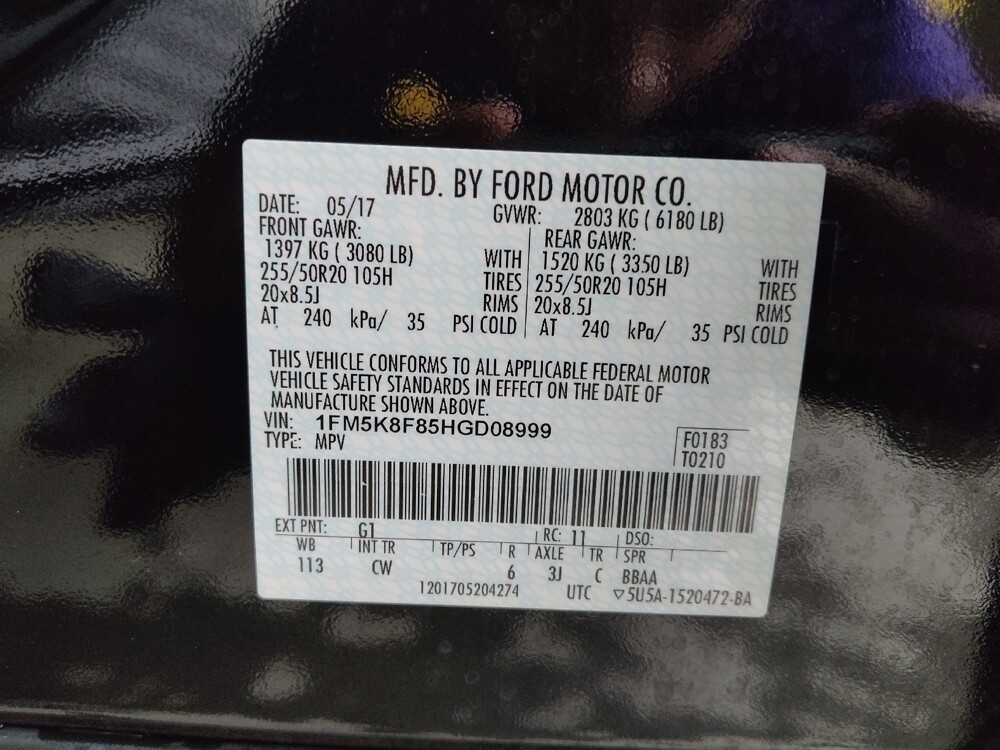 MFD. BY FORD MOTOR CO.
DATE: 05/17 GVWR: 2803 KG ( 6180 LB)
FRONT GAWR: REAR GAWR:
1397 KG ( 3080 LB) WITH 1520 KG ( 3350 LB) WITH
255/50R20 105H TIRES 255/50R20 105H TIRES
20x8.5J RIMS 20x8.5J RIMS
AT 240 kPa/ 35 PSI COLD AT 240 kPa/ 35 PSI COLD
THIS VEHICLE CONFORMS TO ALL APPLICABLE FEDERAL MOTOR
VEHICLE SAFETY STANDARDS IN EFFECT ON THE DATE OF
MANUFACTURE SHOWN ABOVE.
VIN: 1FM5K8F85HGD08999
TYPE: MPV F0183
T0210
EXT PNT: G1 RC: 11 DSO:
WB INT TR TP/PS R AXLE TR SPR
113 CW 6 3J C BBAA
1201705204274 UTC ▽5U5A-1520472-BA